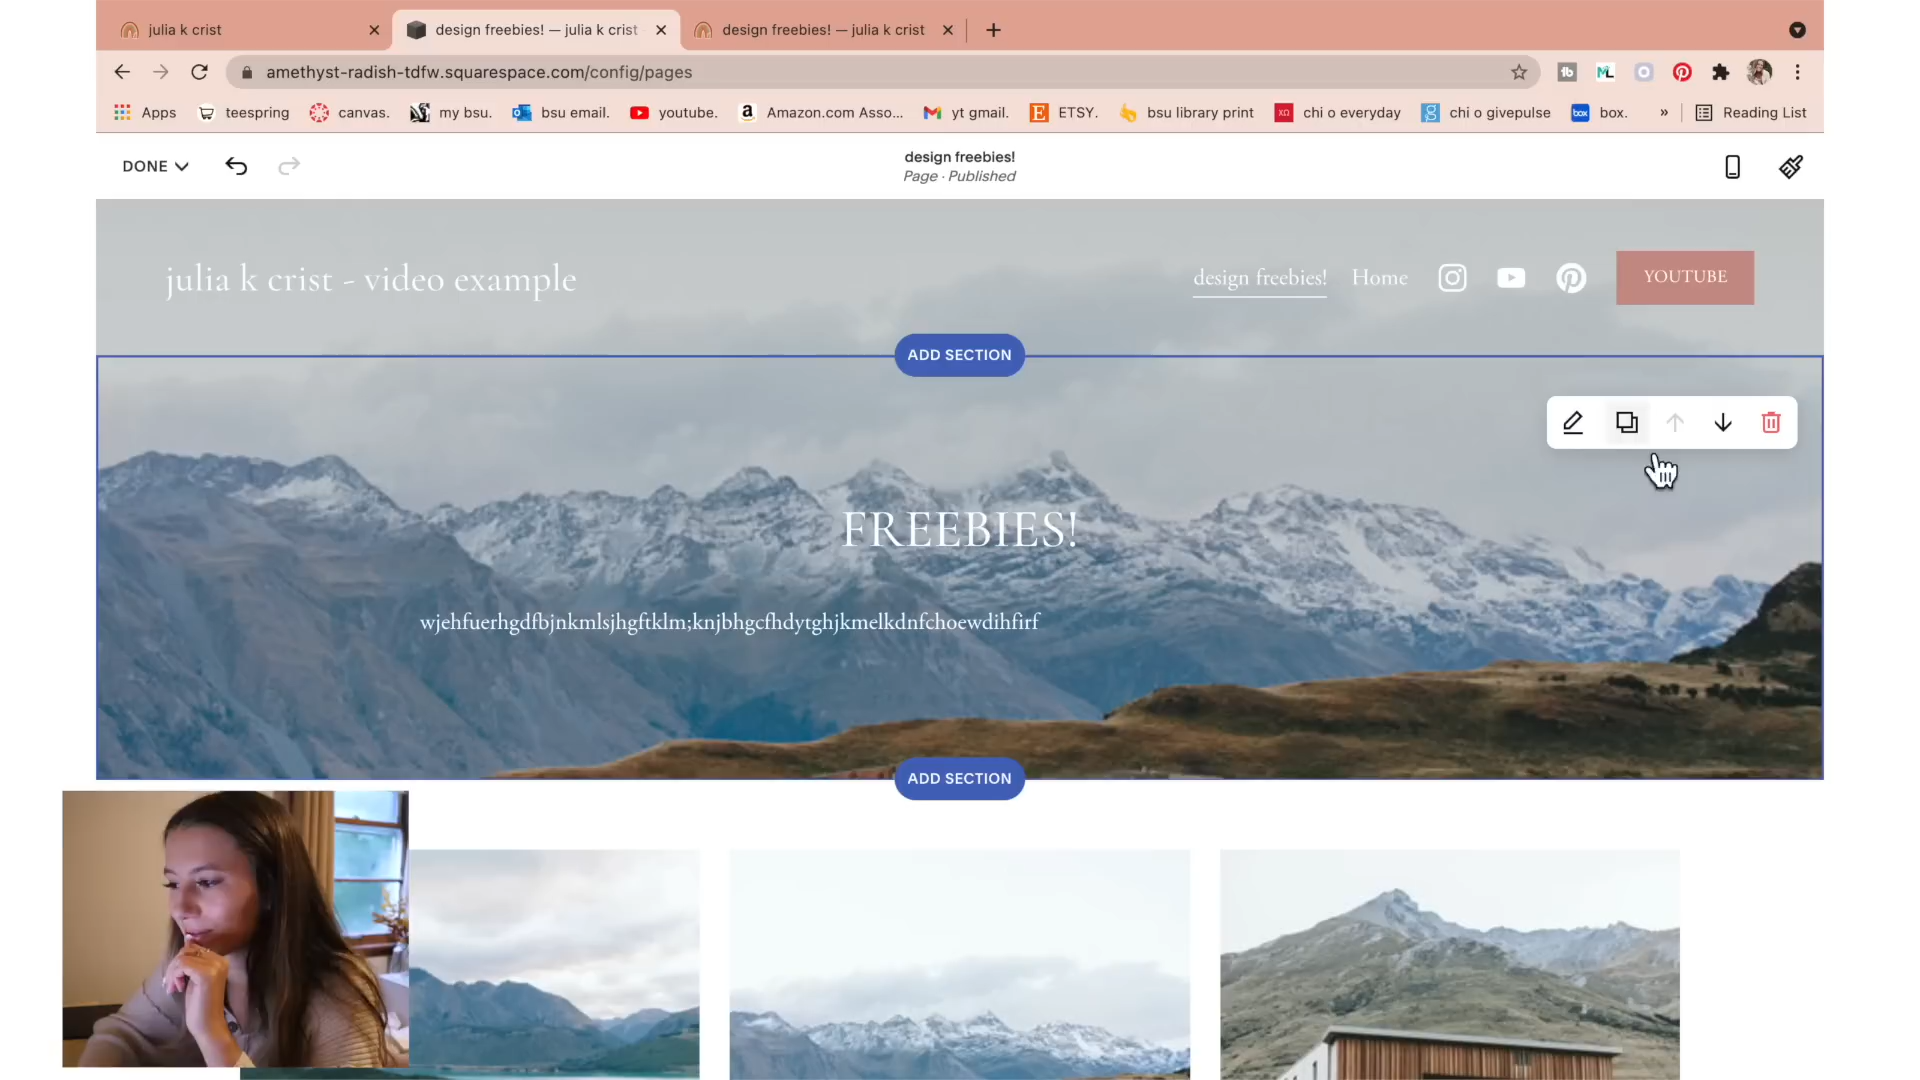 julia k crist
design freebies! — julia k crist
design freebies! — julia k crist
amethyst-radish-tdfw.squarespace.com/config/pages
Apps
teespring
canvas.
my bsu.
bsu email.
youtube.
Amazon.com Asso...
yt gmail.
ETSY.
bsu library print
chi o everyday
chi o givepulse
box.
Reading List
DONE
design freebies!
Page · Published
julia k crist - video example
design freebies!
Home
YOUTUBE
ADD SECTION
FREEBIES!
wjehfuerhgdfbjnkmlsjhgftklm;knjbhgcfhdytghjkmelkdnfchoewdihfirf
ADD SECTION